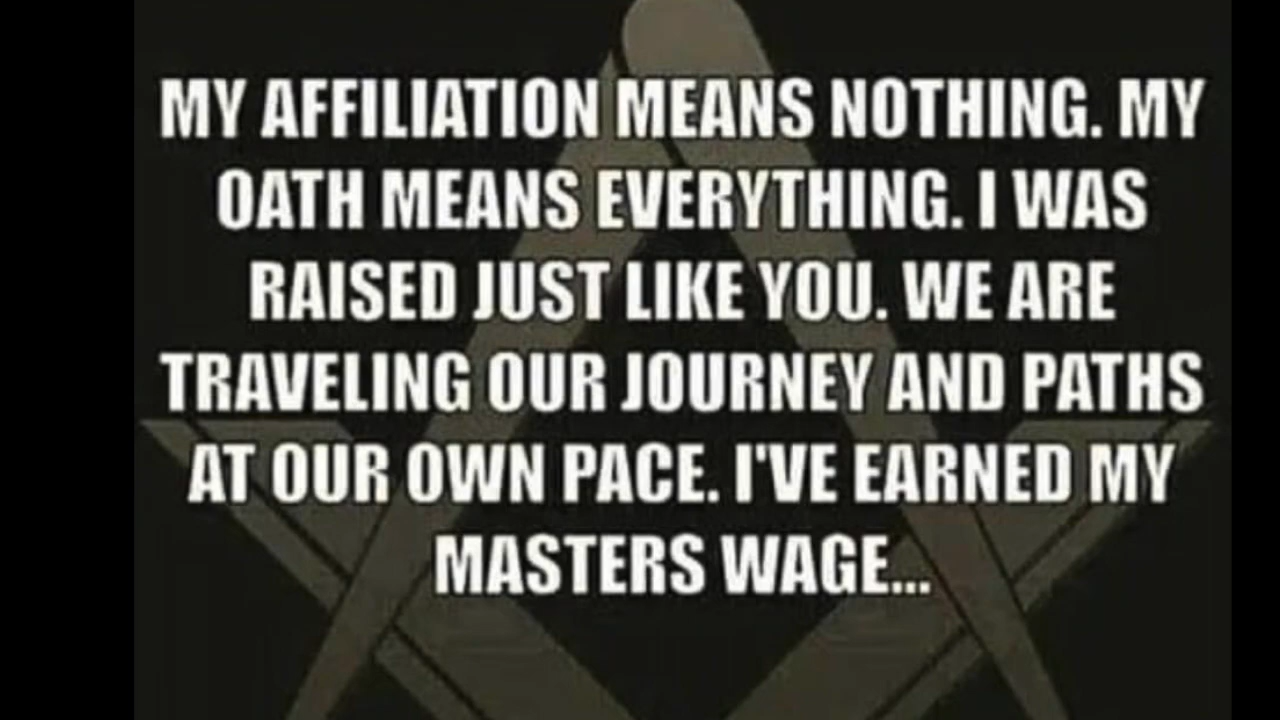 MY AFFILIATION MEANS NOTHING. MY
OATH MEANS EVERYTHING. I WAS
RAISED JUST LIKE YOU. WE ARE
TRAVELING OUR JOURNEY AND PATHS
AT OUR OWN PACE. I'VE EARNED MY
MASTERS WAGE...